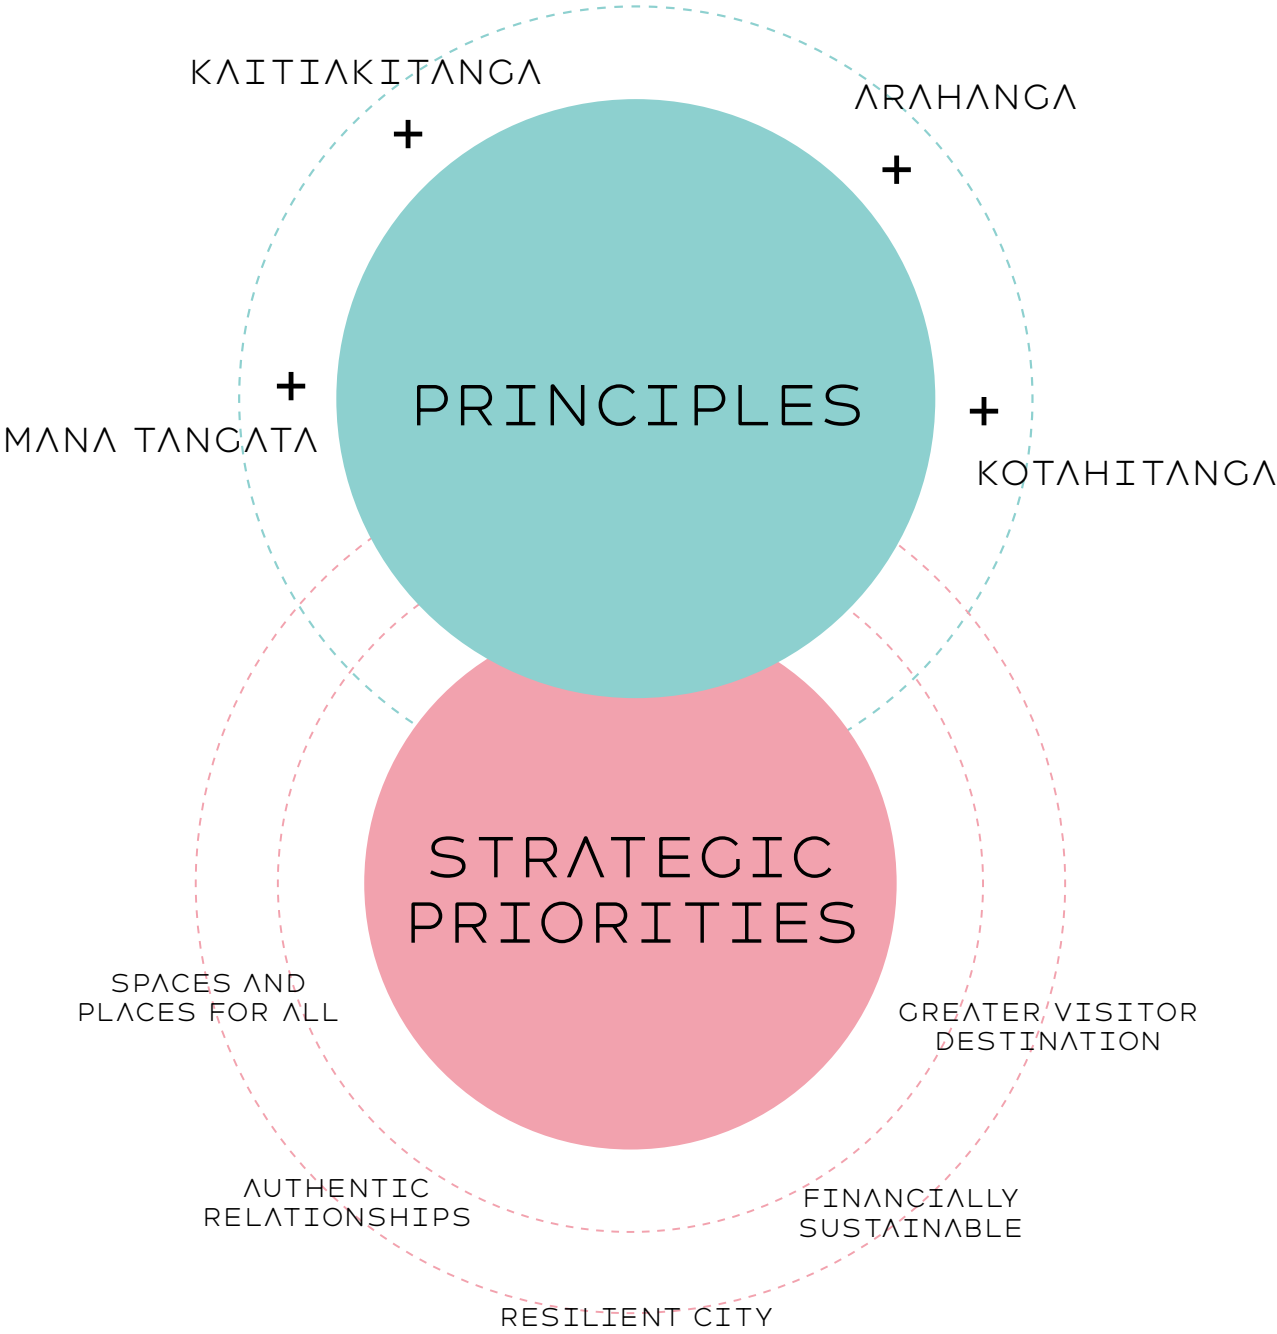 KAITIAKITANGA
+
ARAHANGA
+
PRINCIPLES
+
MANA TANGATA
+
KOTAHITANGA
STRATEGIC
PRIORITIES
SPACES AND
PLACES FOR ALL
GREATER VISITOR
DESTINATION
AUTHENTIC
RELATIONSHIPS
FINANCIALLY
SUSTAINABLE
RESILIENT CITY